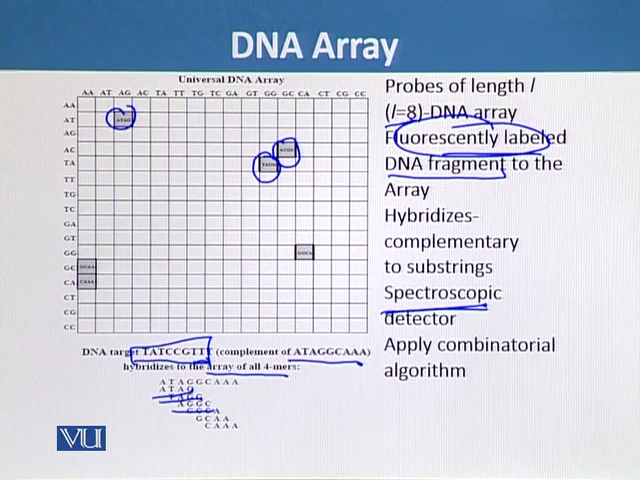 DNA Array
Universal DNA Array
AA AT AG AC TA TT TG TC GA GT GG GC CA CT CG CC
AA
AT
AG
AC
TA
TT
TG
TC
GA
GT
GG
GC
CA
CT
CG
CC
ATAG
AGGC
TAGG
GGCA
GCAA
CAAA
DNA target TATCCGTTT (complement of ATAGGCAAA)
hybridizes to the array of all 4-mers:
ATAGGCAAA
ATAG
TAGG
AGGC
GGCA
GCAA
CAAA
Probes of length l
(l=8)-DNA array
Fluorescently labeled
DNA fragment to the
Array
Hybridizes-
complementary
to substrings
Spectroscopic
detector
Apply combinatorial
algorithm
VU